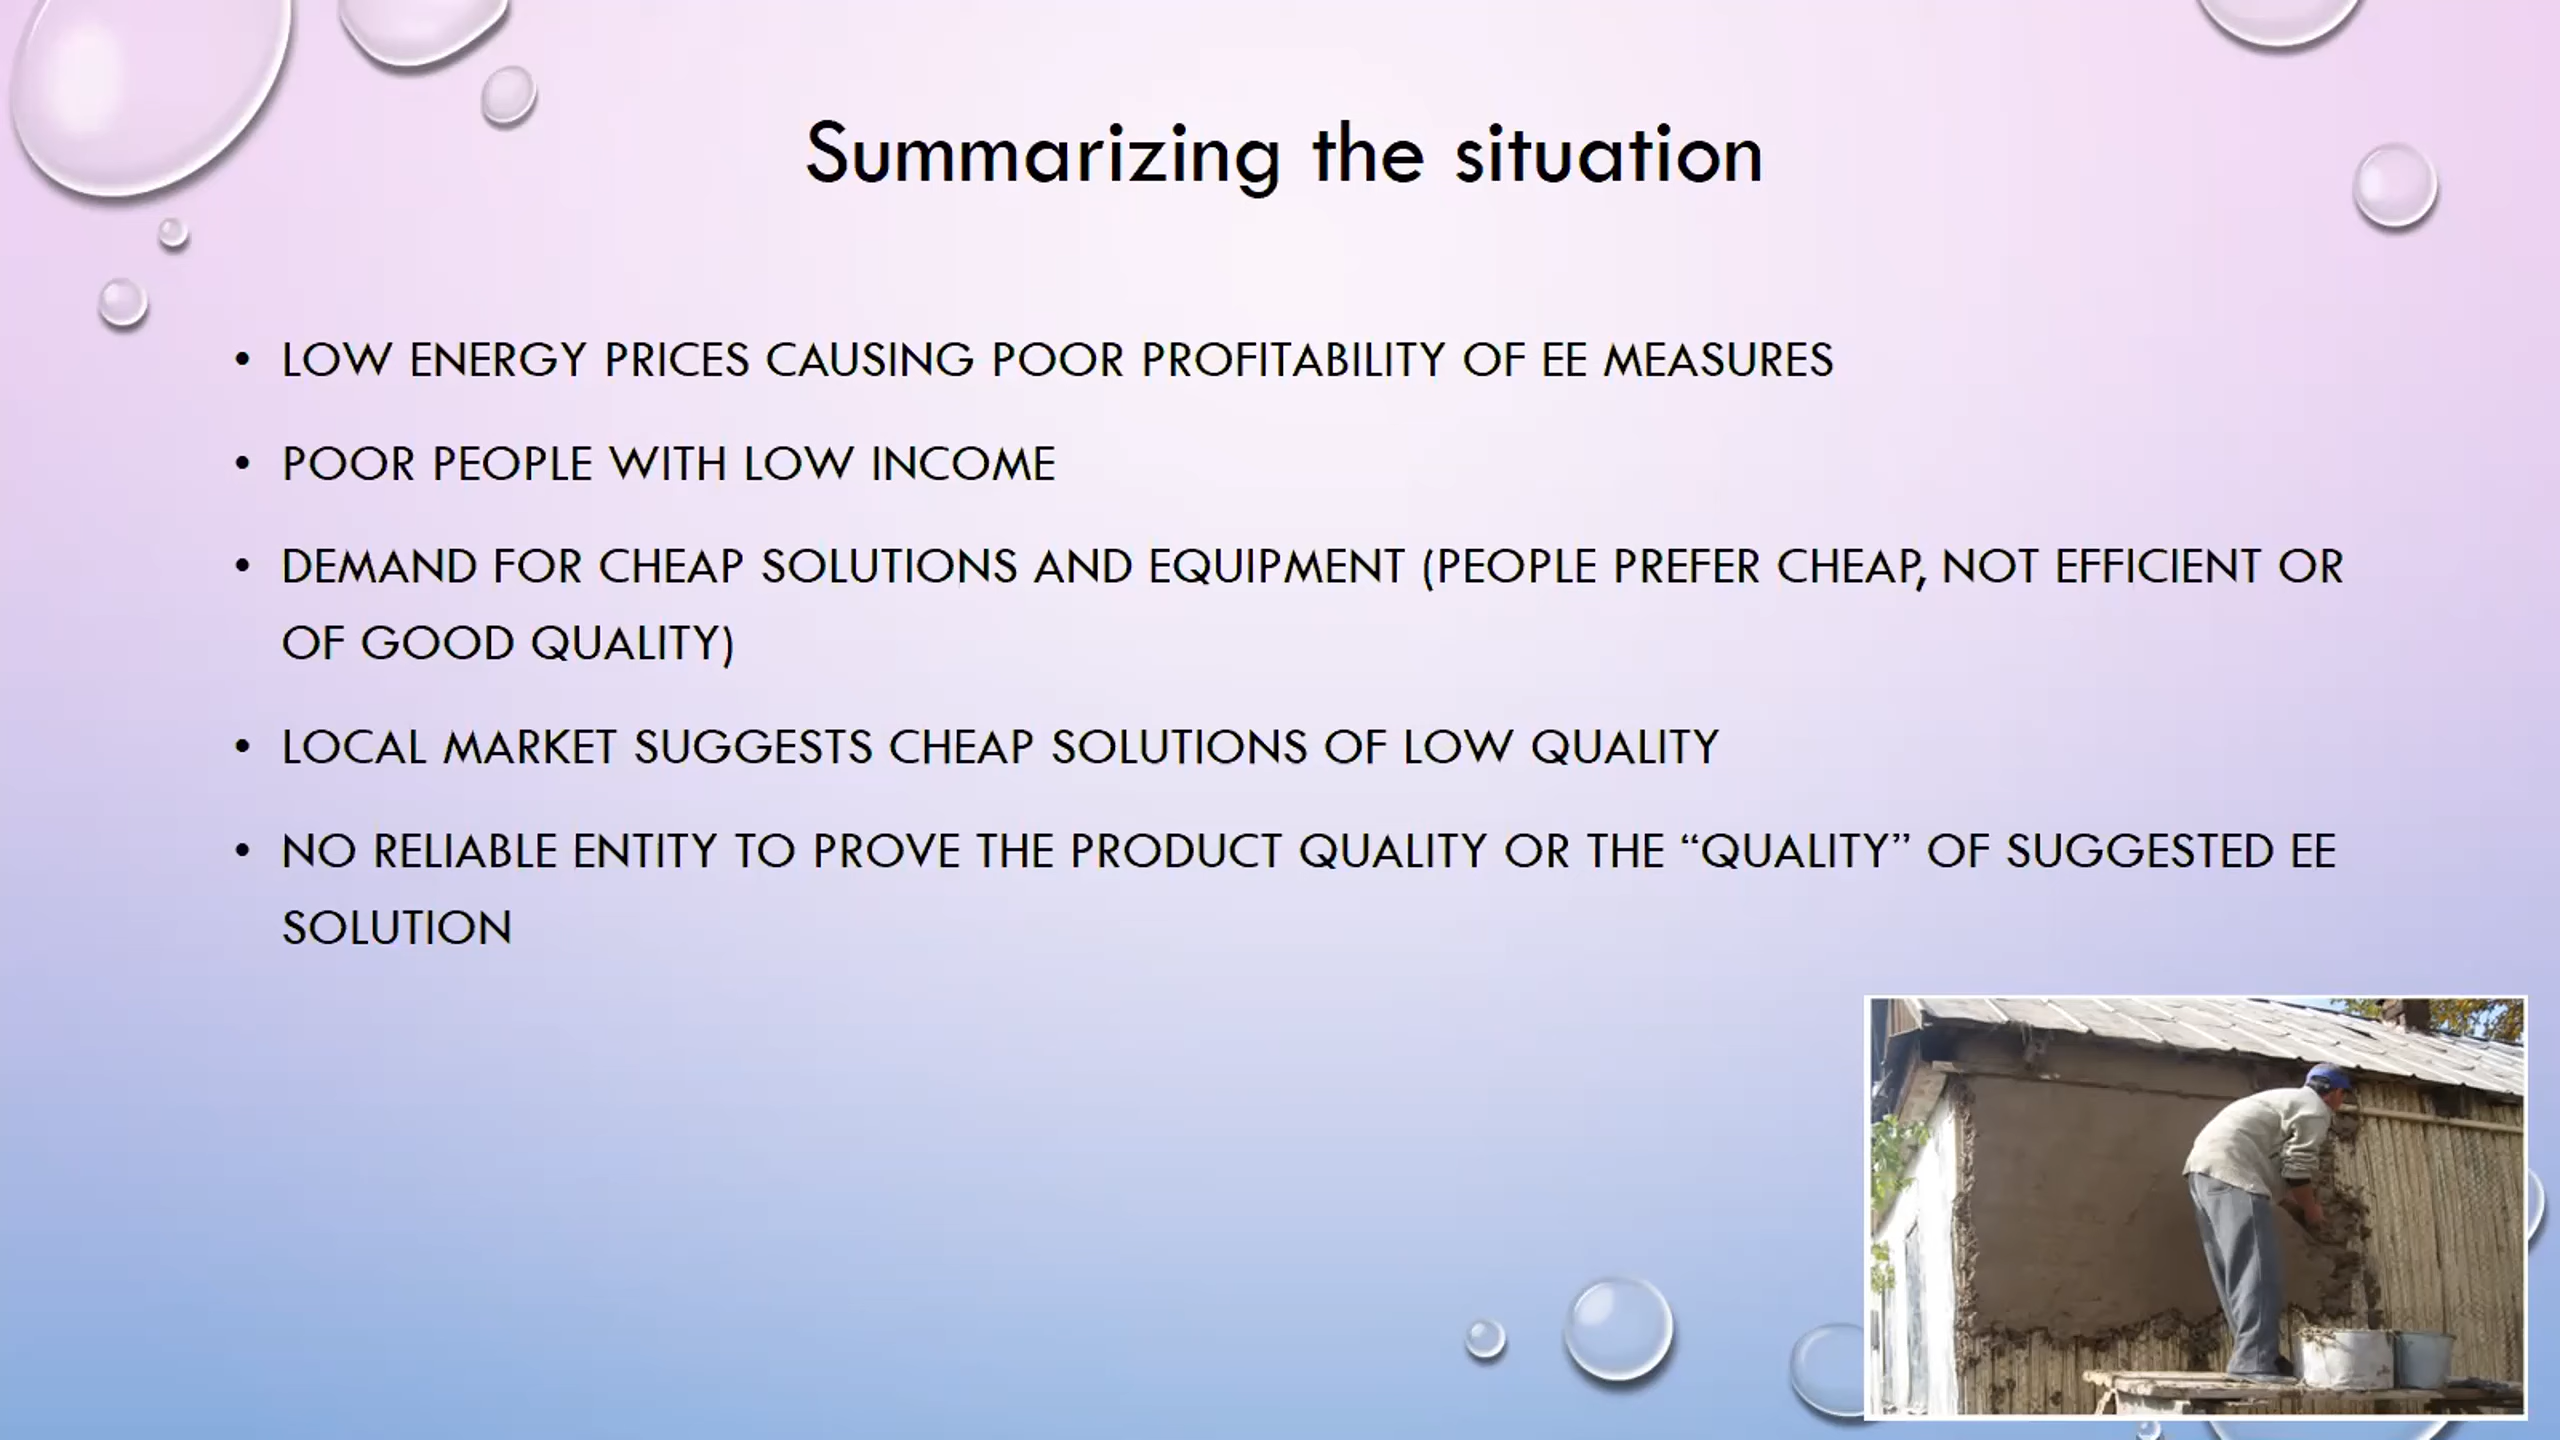 Summarizing the situation
• LOW ENERGY PRICES CAUSING POOR PROFITABILITY OF EE MEASURES
• POOR PEOPLE WITH LOW INCOME
• DEMAND FOR CHEAP SOLUTIONS AND EQUIPMENT (PEOPLE PREFER CHEAP, NOT EFFICIENT OR
OF GOOD QUALITY)
• LOCAL MARKET SUGGESTS CHEAP SOLUTIONS OF LOW QUALITY
• NO RELIABLE ENTITY TO PROVE THE PRODUCT QUALITY OR THE “QUALITY” OF SUGGESTED EE
SOLUTION